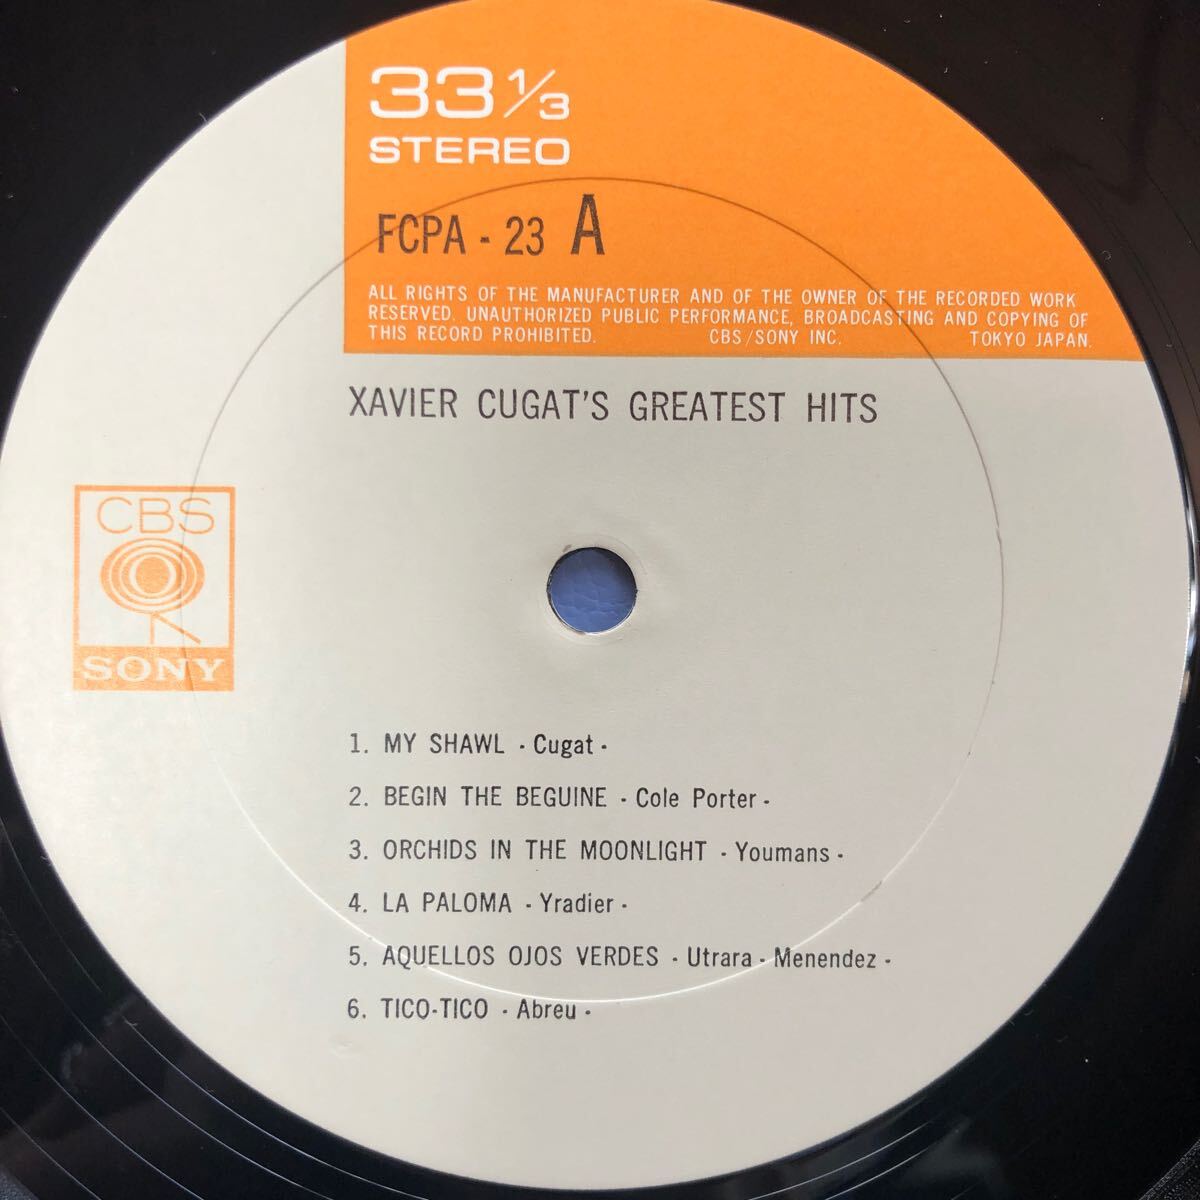 33 1/3
STEREO
FCPA - 23 A
ALL RIGHTS OF THE MANUFACTURER AND OF THE OWNER OF THE RECORDED WORK
RESERVED. UNAUTHORIZED PUBLIC PERFORMANCE, BROADCASTING AND COPYING OF
THIS RECORD PROHIBITED. CBS/SONY INC. TOKYO JAPAN.
XAVIER CUGAT'S GREATEST HITS
CBS
SONY
1. MY SHAWL - Cugat -
2. BEGIN THE BEGUINE - Cole Porter -
3. ORCHIDS IN THE MOONLIGHT - Youmans -
4. LA PALOMA - Yradier -
5. AQUELLOS OJOS VERDES - Utrara - Menendez -
6. TICO-TICO - Abreu -